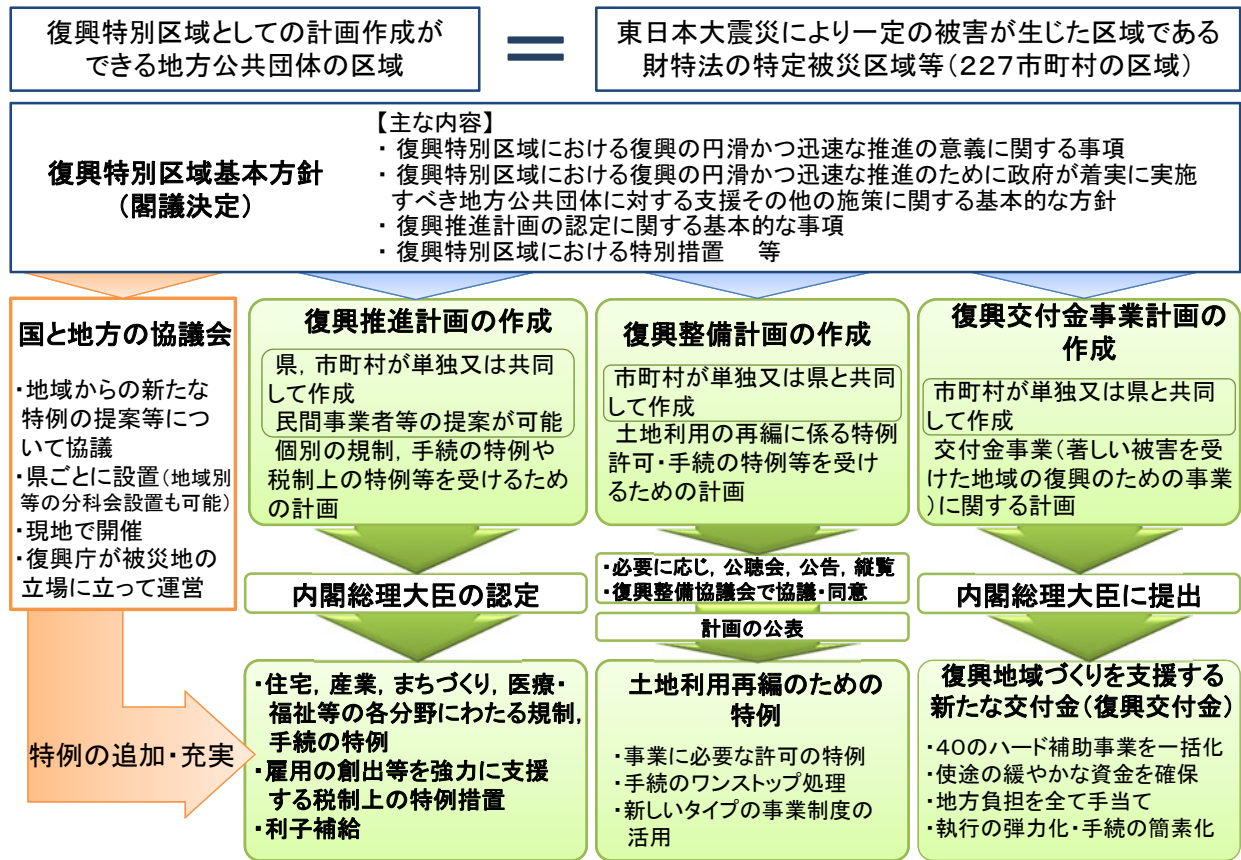 復興特別区域としての計画作成が
できる地方公共団体の区域
＝
東日本大震災により一定の被害が生じた区域である
財特法の特定被災区域等(227市町村の区域)
復興特別区域基本方針
(閣議決定)
【主な内容】
・ 復興特別区域における復興の円滑かつ迅速な推進の意義に関する事項
・ 復興特別区域における復興の円滑かつ迅速な推進のために政府が着実に実施
すべき地方公共団体に対する支援その他の施策に関する基本的な方針
・ 復興推進計画の認定に関する基本的な事項
・ 復興特別区域における特別措置　等
国と地方の協議会
・地域からの新たな
特例の提案等につ
いて協議
・県ごとに設置(地域別
等の分科会設置も可能)
・現地で開催
・復興庁が被災地の
立場に立って運営
特例の追加・充実
復興推進計画の作成
県，市町村が単独又は共同
して作成
民間事業者等の提案が可能
個別の規制，手続の特例や
税制上の特例等を受けるため
の計画
内閣総理大臣の認定
・住宅，産業，まちづくり，医療・
福祉等の各分野にわたる規制，
手続の特例
・雇用の創出等を強力に支援
する税制上の特例措置
・利子補給
復興整備計画の作成
市町村が単独又は県と共同
して作成
土地利用の再編に係る特例
許可・手続の特例等を受け
るための計画
・必要に応じ，公聴会，公告，縦覧
・復興整備協議会で協議・同意
計画の公表
土地利用再編のための
特例
・事業に必要な許可の特例
・手続のワンストップ処理
・新しいタイプの事業制度の
活用
復興交付金事業計画の
作成
市町村が単独又は県と共同
して作成
交付金事業(著しい被害を受
けた地域の復興のための事業
)に関する計画
内閣総理大臣に提出
復興地域づくりを支援する
新たな交付金(復興交付金)
・40のハード補助事業を一括化
・使途の緩やかな資金を確保
・地方負担を全て手当て
・執行の弾力化・手続の簡素化